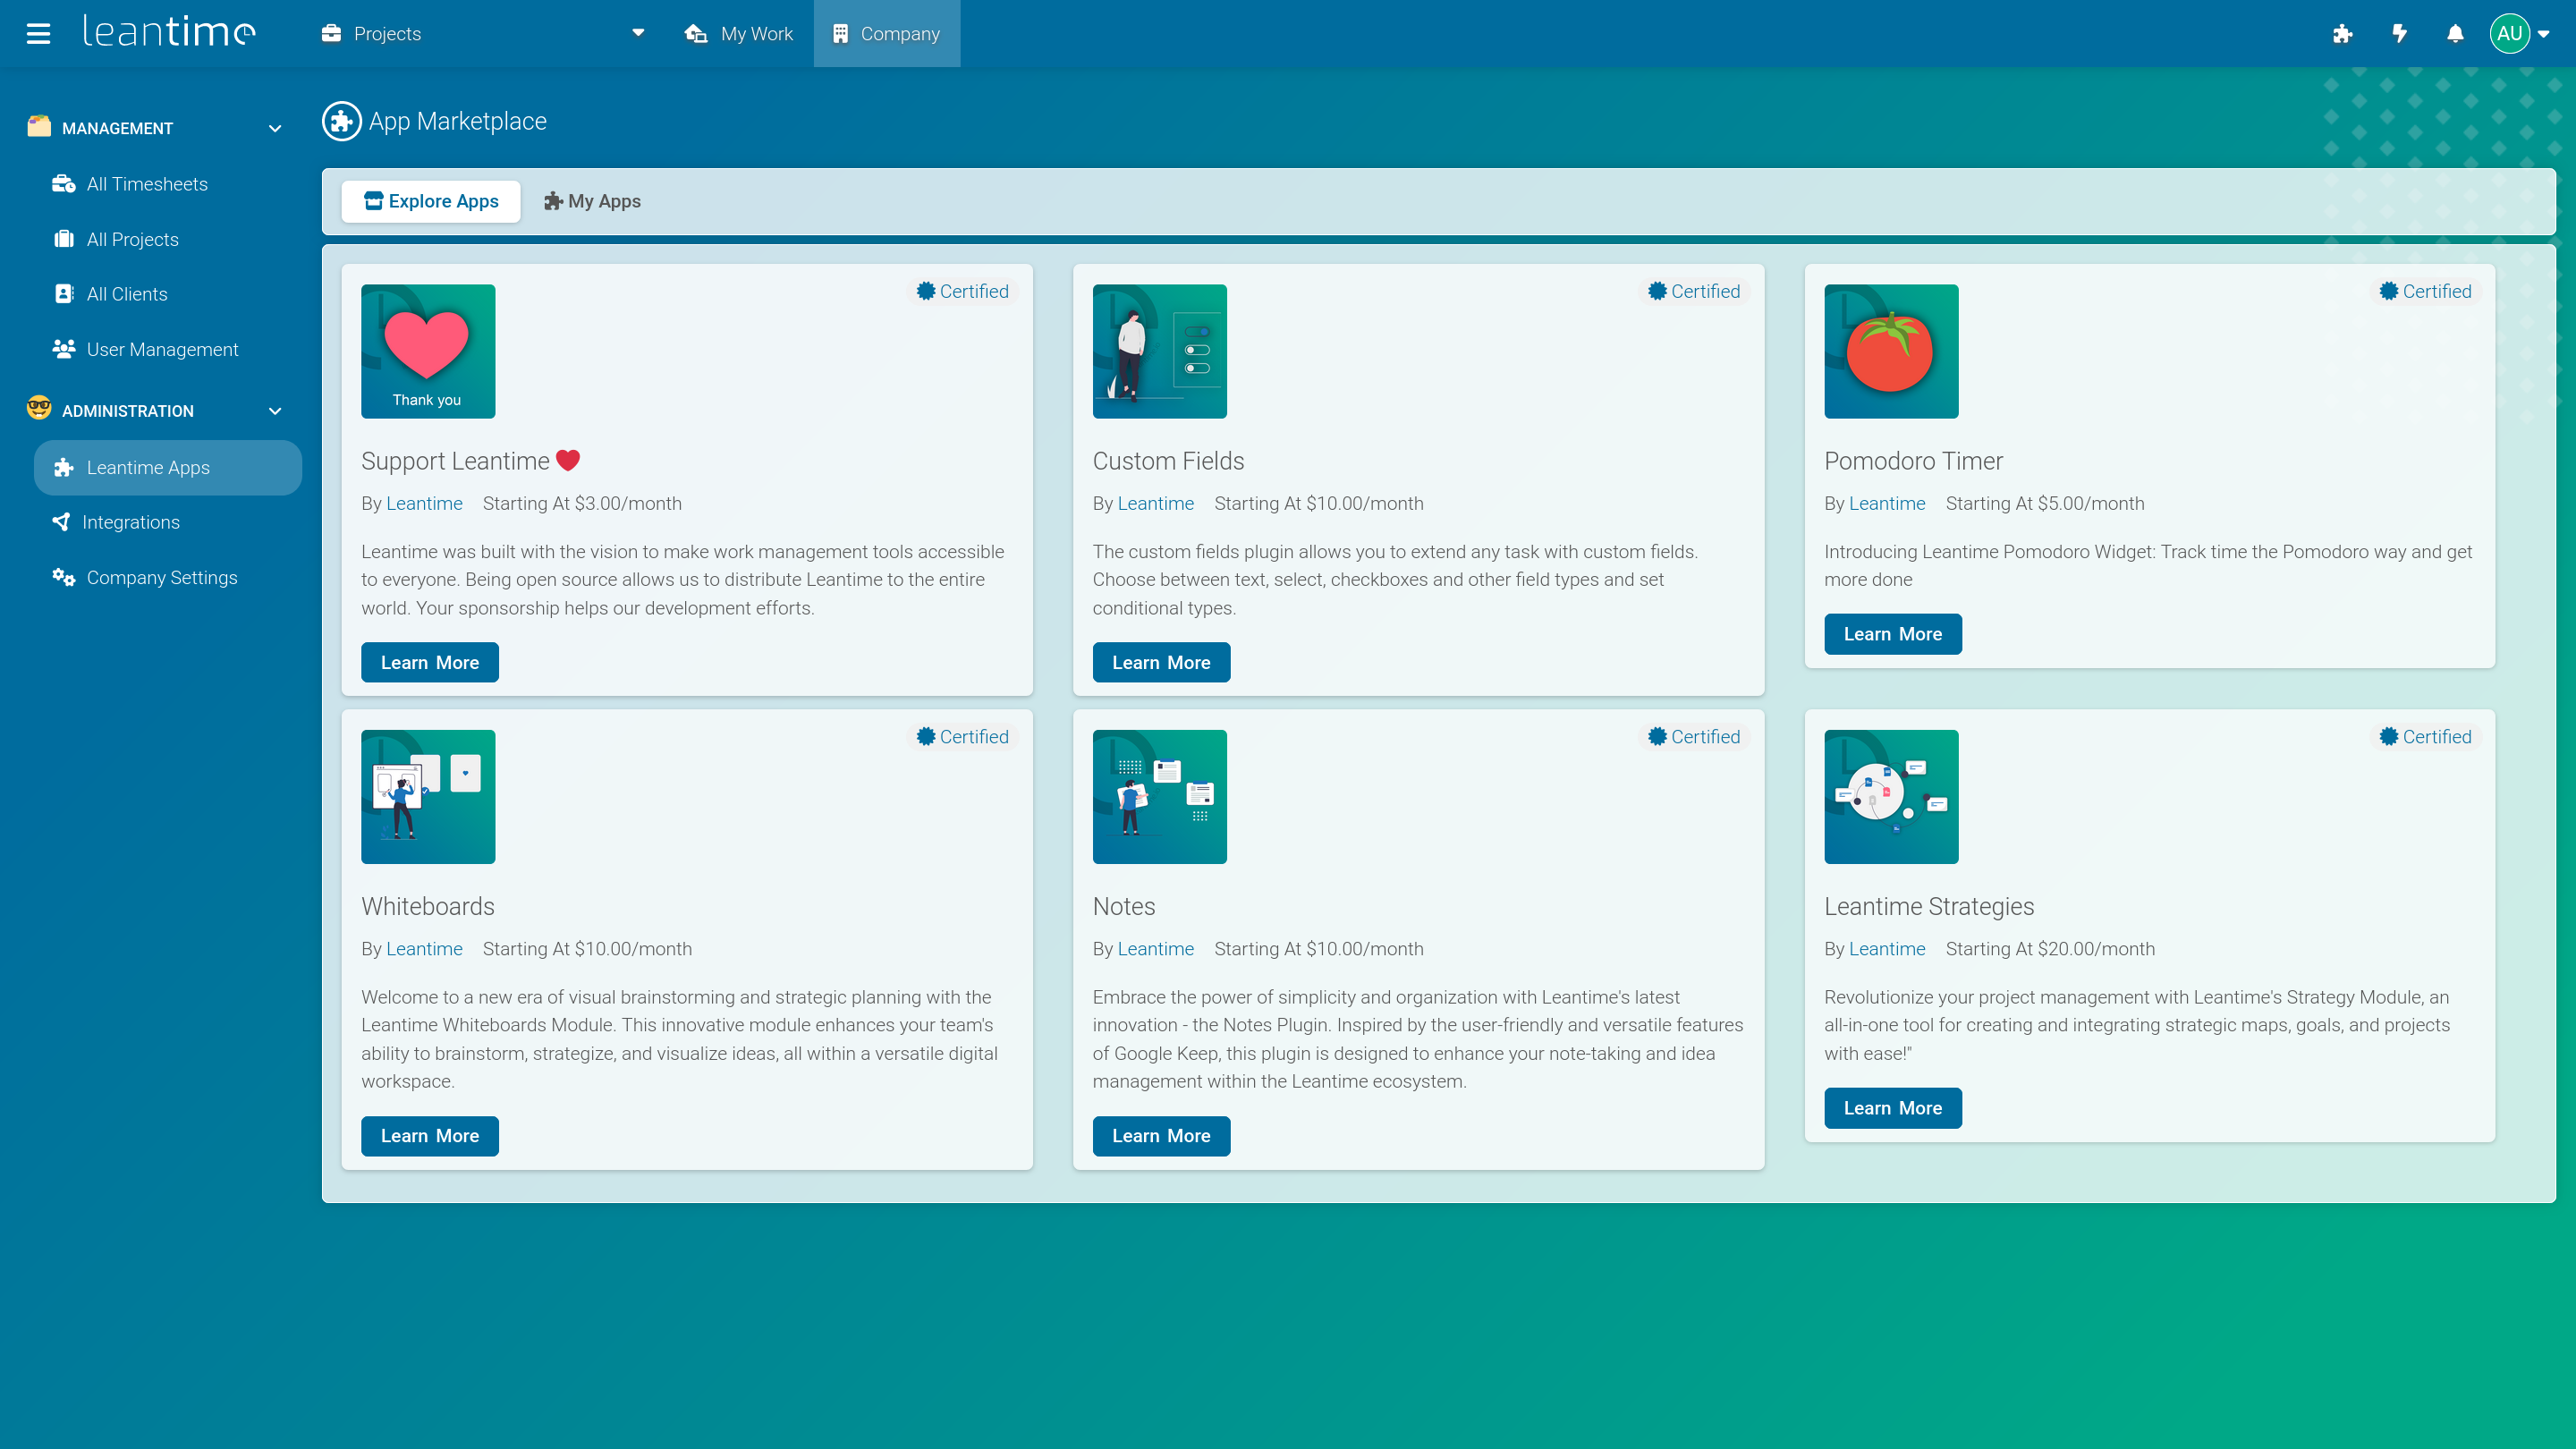 leantime
Projects
My Work
Company
AU
MANAGEMENT
All Timesheets
All Projects
All Clients
User Management
ADMINISTRATION
Leantime Apps
Integrations
Company Settings
App Marketplace
Explore Apps
My Apps
Certified
Thank you
Support Leantime
By Leantime Starting At $3.00/month
Leantime was built with the vision to make work management tools accessible
to everyone. Being open source allows us to distribute Leantime to the entire
world. Your sponsorship helps our development efforts.
Learn More
Certified
Custom Fields
By Leantime Starting At $10.00/month
The custom fields plugin allows you to extend any task with custom fields.
Choose between text, select, checkboxes and other field types and set
conditional types.
Learn More
Certified
Pomodoro Timer
By Leantime Starting At $5.00/month
Introducing Leantime Pomodoro Widget: Track time the Pomodoro way and get
more done
Learn More
Certified
Whiteboards
By Leantime Starting At $10.00/month
Welcome to a new era of visual brainstorming and strategic planning with the
Leantime Whiteboards Module. This innovative module enhances your team's
ability to brainstorm, strategize, and visualize ideas, all within a versatile digital
workspace.
Learn More
Certified
Notes
By Leantime Starting At $10.00/month
Embrace the power of simplicity and organization with Leantime's latest
innovation - the Notes Plugin. Inspired by the user-friendly and versatile features
of Google Keep, this plugin is designed to enhance your note-taking and idea
management within the Leantime ecosystem.
Learn More
Certified
Leantime Strategies
By Leantime Starting At $20.00/month
Revolutionize your project management with Leantime's Strategy Module, an
all-in-one tool for creating and integrating strategic maps, goals, and projects
with ease!"
Learn More